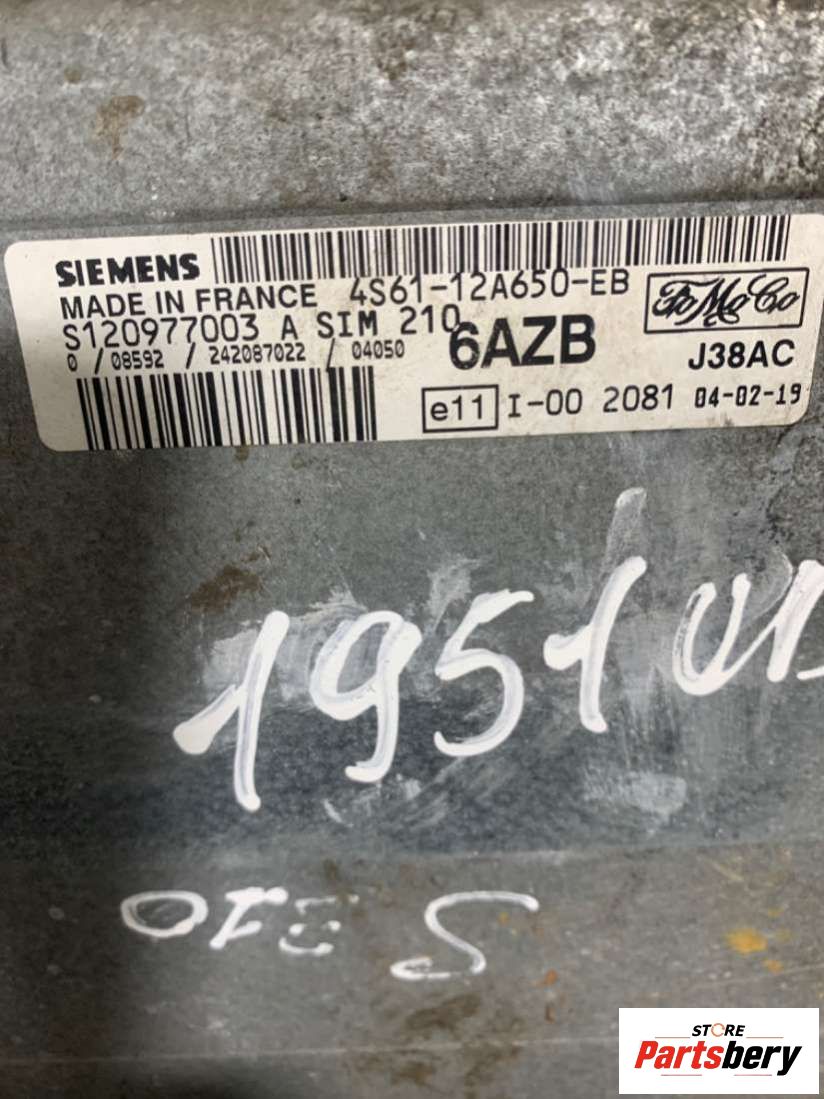 SIEMENS
MADE IN FRANCE 4S61-12A650-EB
FoMoCo
S120977003 A SIM 210
6AZB
J38AC
0 / 08592 / 242087022 / 04050
e11 I-00 2081 04-02-19
1951
STORE
Partsbery